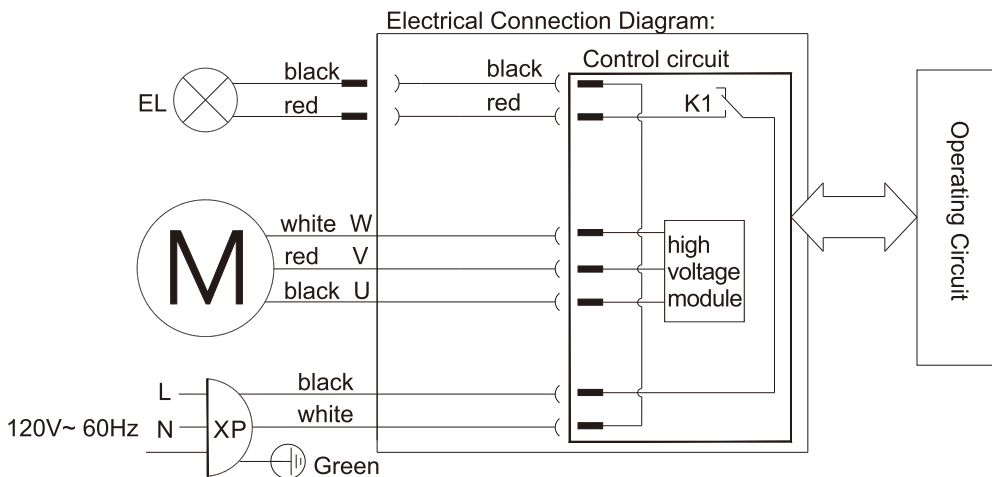 Electrical Connection Diagram:
Control circuit
black
black
EL
red
red
K1
Operating Circuit
white W
red V
black U
M
high
voltage
module
L
black
120V~ 60Hz N
XP
white
Green